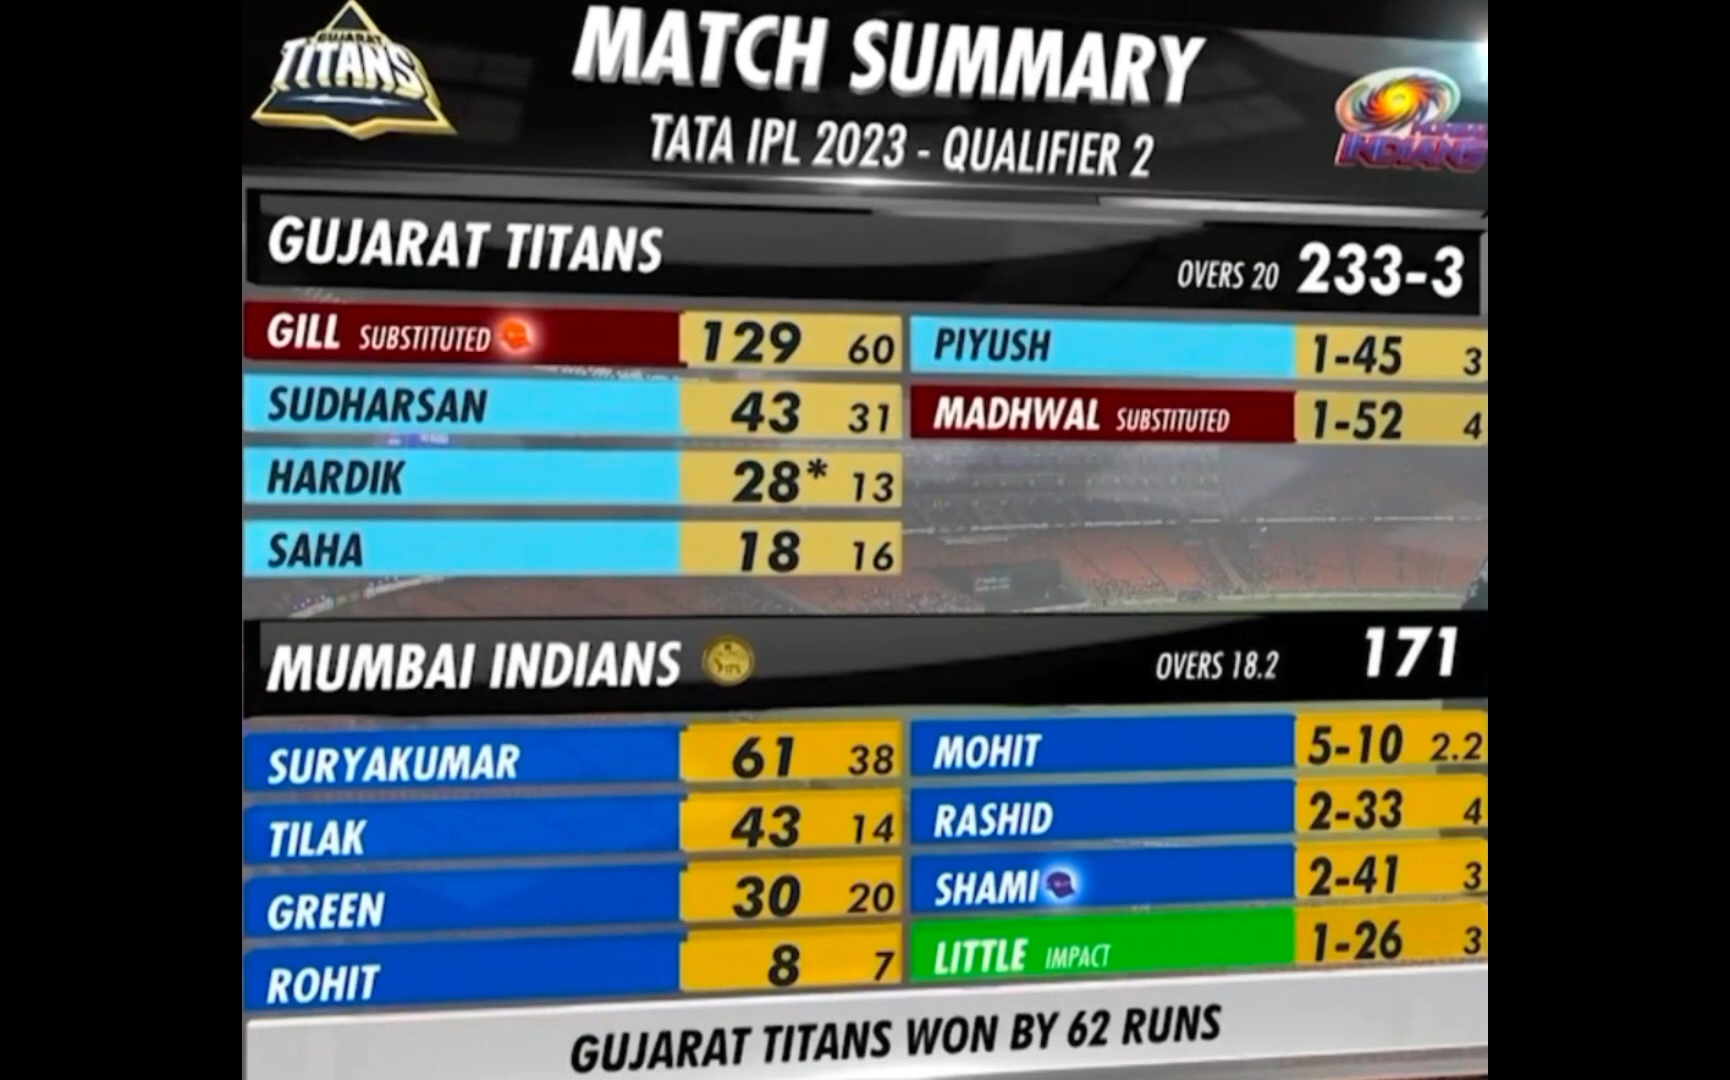 GUJARAT
TITANS
MATCH SUMMARY
TATA IPL 2023 - QUALIFIER 2
INDIANS
GUJARAT TITANS OVERS 20 233-3
GILL SUBSTITUTED 129 60 PIYUSH 1-45 3
SUDHARSAN 43 31 MADHWAL SUBSTITUTED 1-52 4
HARDIK 28* 13
SAHA 18 16
MUMBAI INDIANS OVERS 18.2 171
SURYAKUMAR 61 38 MOHIT 5-10 2.2
TILAK 43 14 RASHID 2-33 4
GREEN 30 20 SHAMI 2-41 3
ROHIT 8 7 LITTLE IMPACT 1-26 3
GUJARAT TITANS WON BY 62 RUNS